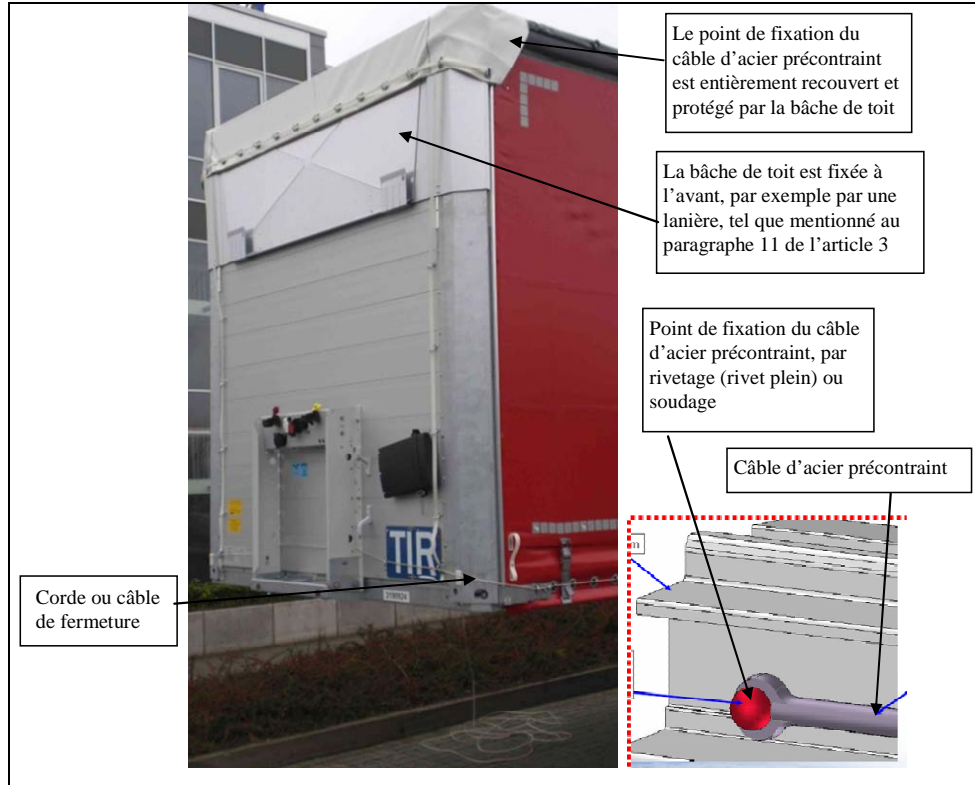 Le point de fixation du
câble d'acier précontraint
est entièrement recouvert et
protégé par la bâche de toit
La bâche de toit est fixée à
l'avant, par exemple par une
lanière, tel que mentionné au
paragraphe 11 de l'article 3
Point de fixation du câble
d'acier précontraint, par
rivetage (rivet plein) ou
soudage
Câble d'acier précontraint
m
TIR
Corde ou câble
de fermeture